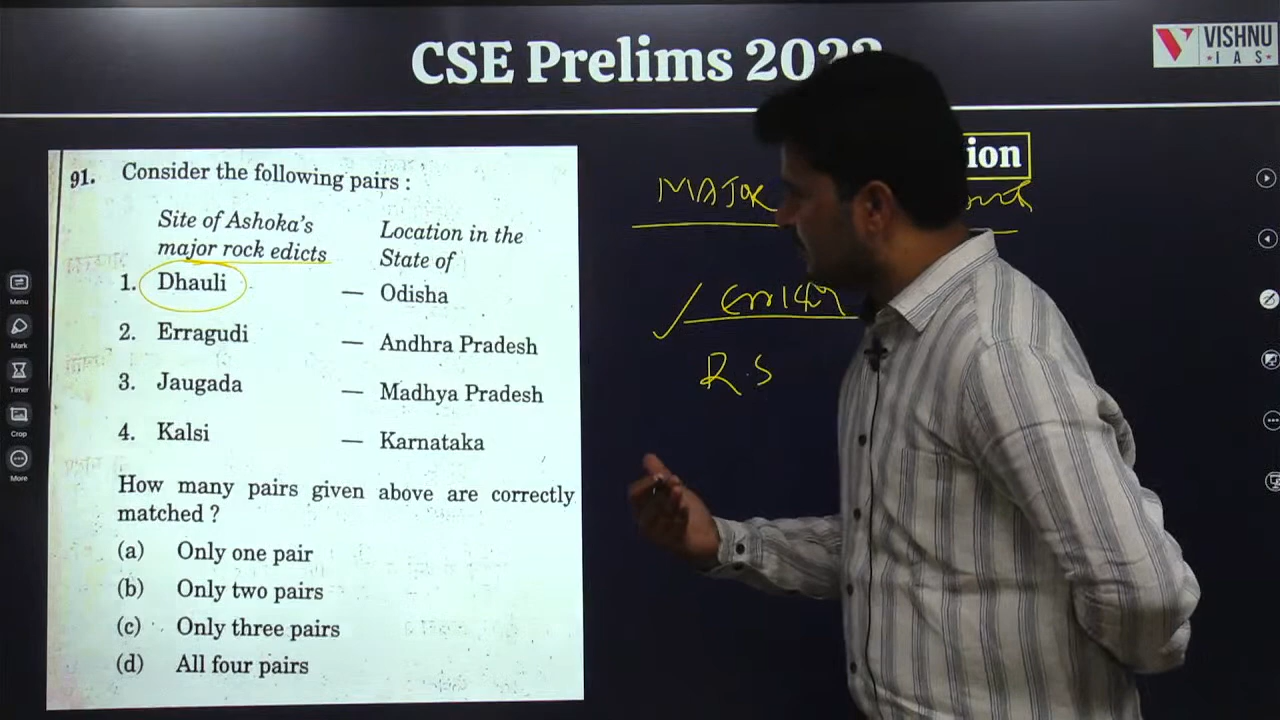 CSE Prelims 202
VISHNU
IAS
91. Consider the following pairs :
Site of Ashoka's major rock edicts
Location in the State of
1. Dhauli — Odisha
2. Erragudi — Andhra Pradesh
3. Jaugada — Madhya Pradesh
4. Kalsi — Karnataka
How many pairs given above are correctly
matched ?
(a) Only one pair
(b) Only two pairs
(c) Only three pairs
(d) All four pairs
ion
MAJOR
R.S
Menu
Mark
Timer
Crop
More